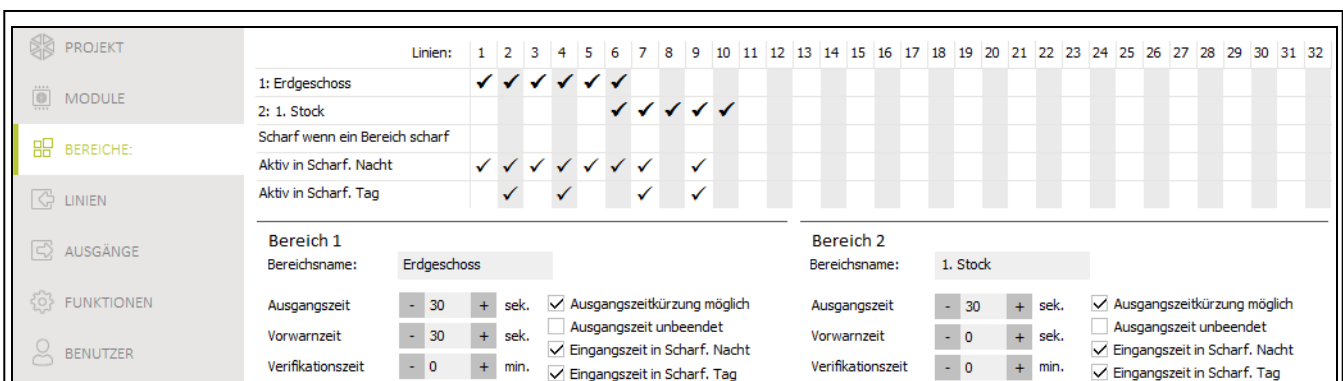 PROJEKT
MODULE
BEREICHE:
LINIEN
AUSGÄNGE
FUNKTIONEN
BENUTZER
Linien: 1 2 3 4 5 6 7 8 9 10 11 12 13 14 15 16 17 18 19 20 21 22 23 24 25 26 27 28 29 30 31 32
1: Erdgeschoss ✓ ✓ ✓ ✓ ✓ ✓
2: 1. Stock ✓ ✓ ✓ ✓ ✓
Scharf wenn ein Bereich scharf
Aktiv in Scharf. Nacht ✓ ✓ ✓ ✓ ✓ ✓ ✓ ✓
Aktiv in Scharf. Tag ✓ ✓ ✓ ✓
Bereich 1
Bereichsname: Erdgeschoss
Ausgangszeit - 30 + sek. Ausgangszeitkürzung möglich
Ausgangszeit unbeendet
Vorwarnzeit - 30 + sek.
Eingangszeit in Scharf. Nacht
Verifikationszeit - 0 + min.
Eingangszeit in Scharf. Tag
Bereich 2
Bereichsname: 1. Stock
Ausgangszeit - 30 + sek. Ausgangszeitkürzung möglich
Ausgangszeit unbeendet
Vorwarnzeit - 0 + sek.
Eingangszeit in Scharf. Nacht
Verifikationszeit - 0 + min.
Eingangszeit in Scharf. Tag